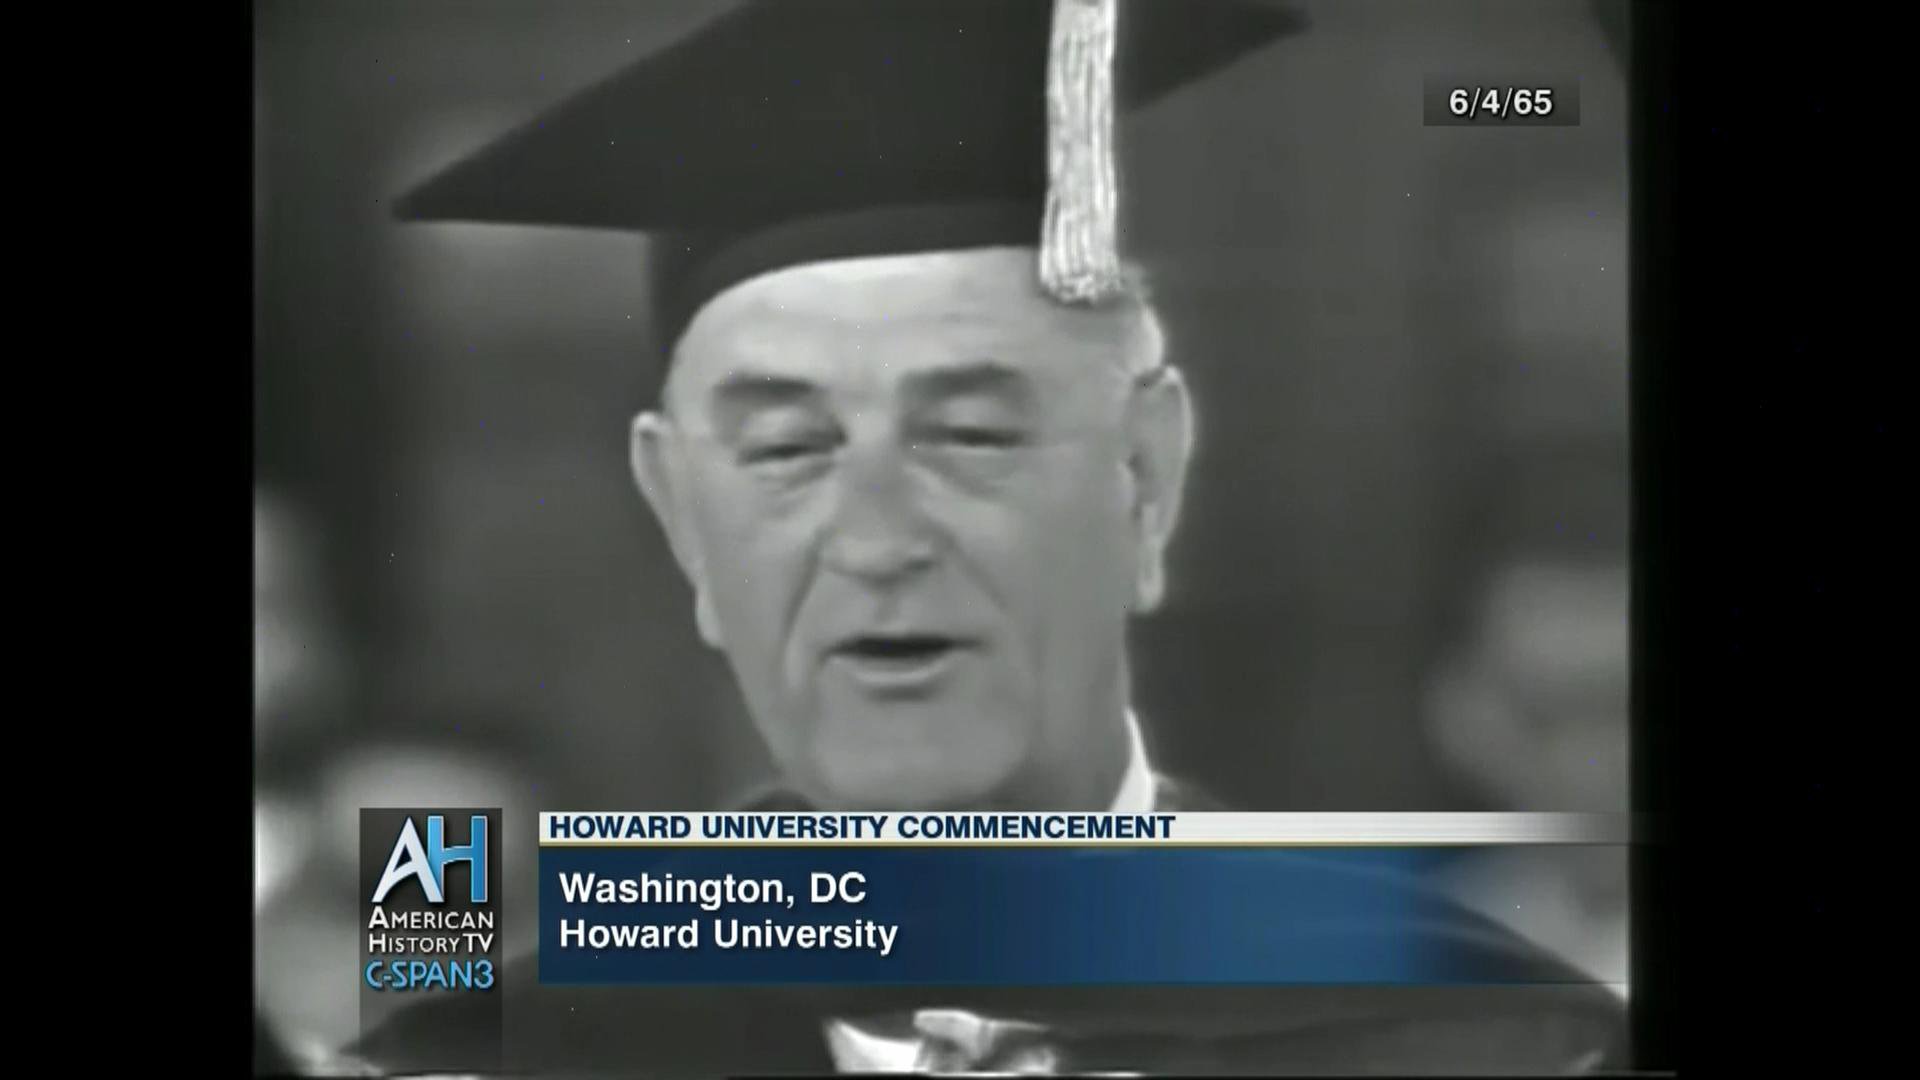 6/4/65
HOWARD UNIVERSITY COMMENCEMENT
Washington, DC
Howard University
AH
AMERICAN
HISTORY TV
C-SPAN3